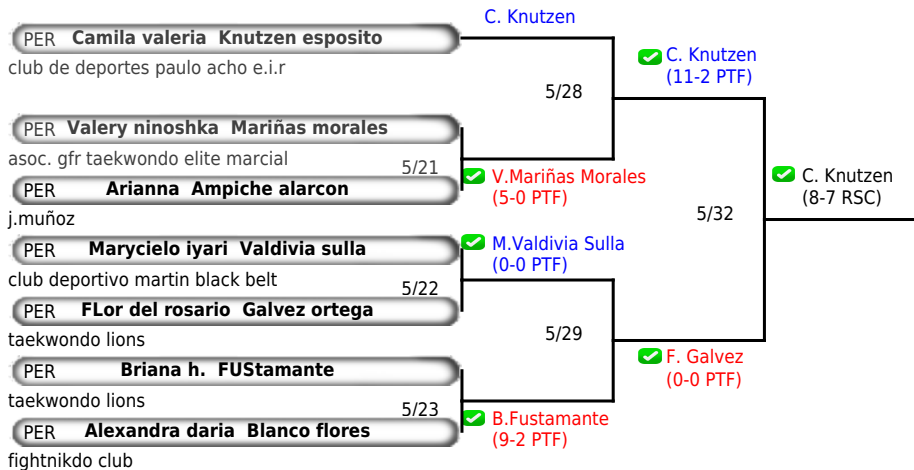 C. Knutzen
PER Camila valeria Knutzen esposito
club de deportes paulo acho e.i.r
C. Knutzen
(11-2 PTF)
5/28
PER Valery ninoshka Mariñas morales
asoc. gfr taekwondo elite marcial
5/21
V.Mariñas Morales
(5-0 PTF)
PER Arianna Ampiche alarcon
j.muñoz
C. Knutzen
(8-7 RSC)
5/32
PER Marycielo iyari Valdivia sulla
club deportivo martin black belt
M.Valdivia Sulla
(0-0 PTF)
5/22
PER FLor del rosario Galvez ortega
taekwondo lions
5/29
F. Galvez
(0-0 PTF)
PER Briana h. FUStamante
taekwondo lions
5/23
B.Fustamante
(9-2 PTF)
PER Alexandra daria Blanco flores
fightnikdo club